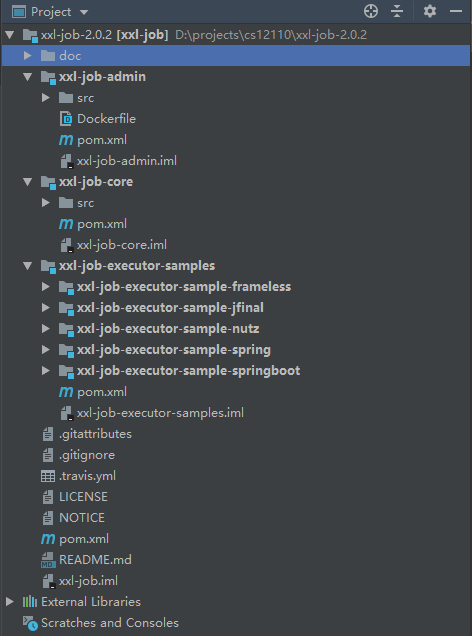 Project
xxl-job-2.0.2 [xxl-job] D:\projects\cs12110\xxl-job-2.0.2
doc
xxl-job-admin
src
Dockerfile
pom.xml
xxl-job-admin.iml
xxl-job-core
src
pom.xml
xxl-job-core.iml
xxl-job-executor-samples
xxl-job-executor-sample-frameless
xxl-job-executor-sample-jfinal
xxl-job-executor-sample-nutz
xxl-job-executor-sample-spring
xxl-job-executor-sample-springboot
pom.xml
xxl-job-executor-samples.iml
.gitattributes
.gitignore
.travis.yml
LICENSE
NOTICE
pom.xml
README.md
xxl-job.iml
External Libraries
Scratches and Consoles